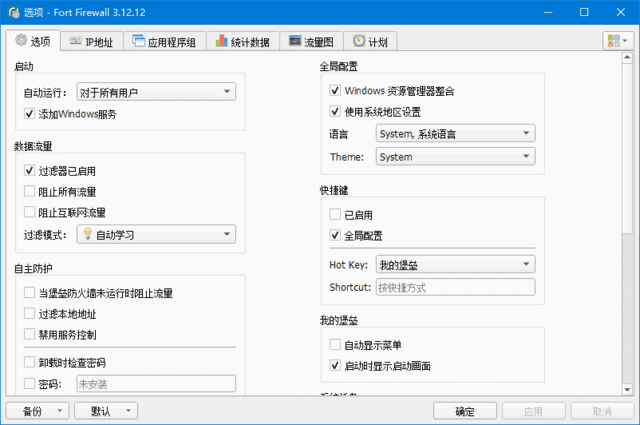 选项 - Fort Firewall 3.12.12
选项
IP地址
应用程序组
统计数据
流量图
计划
启动
自动运行:
对于所有用户
添加Windows服务
数据流量
过滤器已启用
阻止所有流量
阻止互联网流量
过滤模式:
自动学习
自主防护
当堡垒防火墙未运行时阻止流量
过滤本地地址
禁用服务控制
卸载时检查密码
密码:
未安装
全局配置
Windows 资源管理器整合
使用系统地区设置
语言
System, 系统语言
Theme:
System
快捷键
已启用
全局配置
Hot Key:
我的堡垒
Shortcut:
按快捷方式
我的堡垒
自动显示菜单
启动时显示启动画面
备份
默认
确定
应用
取消